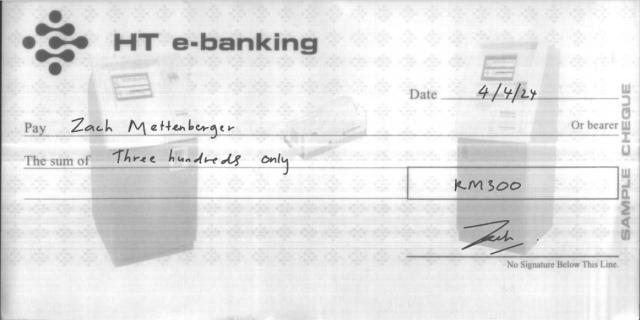 HT e-banking
Date 4/4/24
Pay Zach Mettenberger Or bearer
The sum of Three hundreds only
RM300
Zach
No Signature Below This Line.
SAMPLE CHEQUE